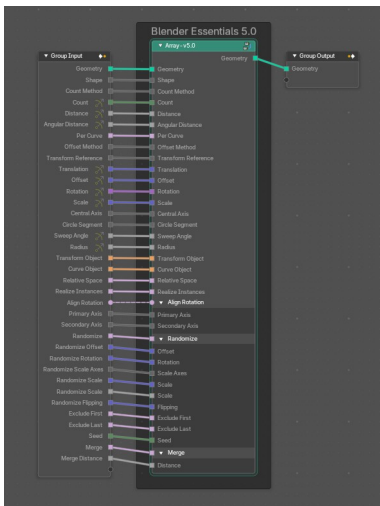 Blender Essentials 5.0
Group Input
Geometry
Shape
Count Method
Count
Distance
Angular Distance
Per Curve
Offset Method
Transform Reference
Translation
Offset
Rotation
Scale
Central Axis
Circle Segment
Sweep Angle
Radius
Transform Object
Curve Object
Relative Space
Realize Instances
Align Rotation
Primary Axis
Secondary Axis
Randomize
Randomize Offset
Randomize Rotation
Randomize Scale Axes
Randomize Scale
Randomize Scale
Randomize Flipping
Exclude First
Exclude Last
Seed
Merge
Merge Distance
Array- v5.0
Geometry
Geometry
Shape
Count Method
Count
Distance
Angular Distance
Per Curve
Offset Method
Transform Reference
Translation
Offset
Rotation
Scale
Central Axis
Circle Segment
Sweep Angle
Radius
Transform Object
Curve Object
Relative Space
Realize Instances
Align Rotation
Primary Axis
Secondary Axis
Randomize
Offset
Rotation
Scale Axes
Scale
Scale
Flipping
Exclude First
Exclude Last
Seed
Merge
Distance
Group Output
Geometry